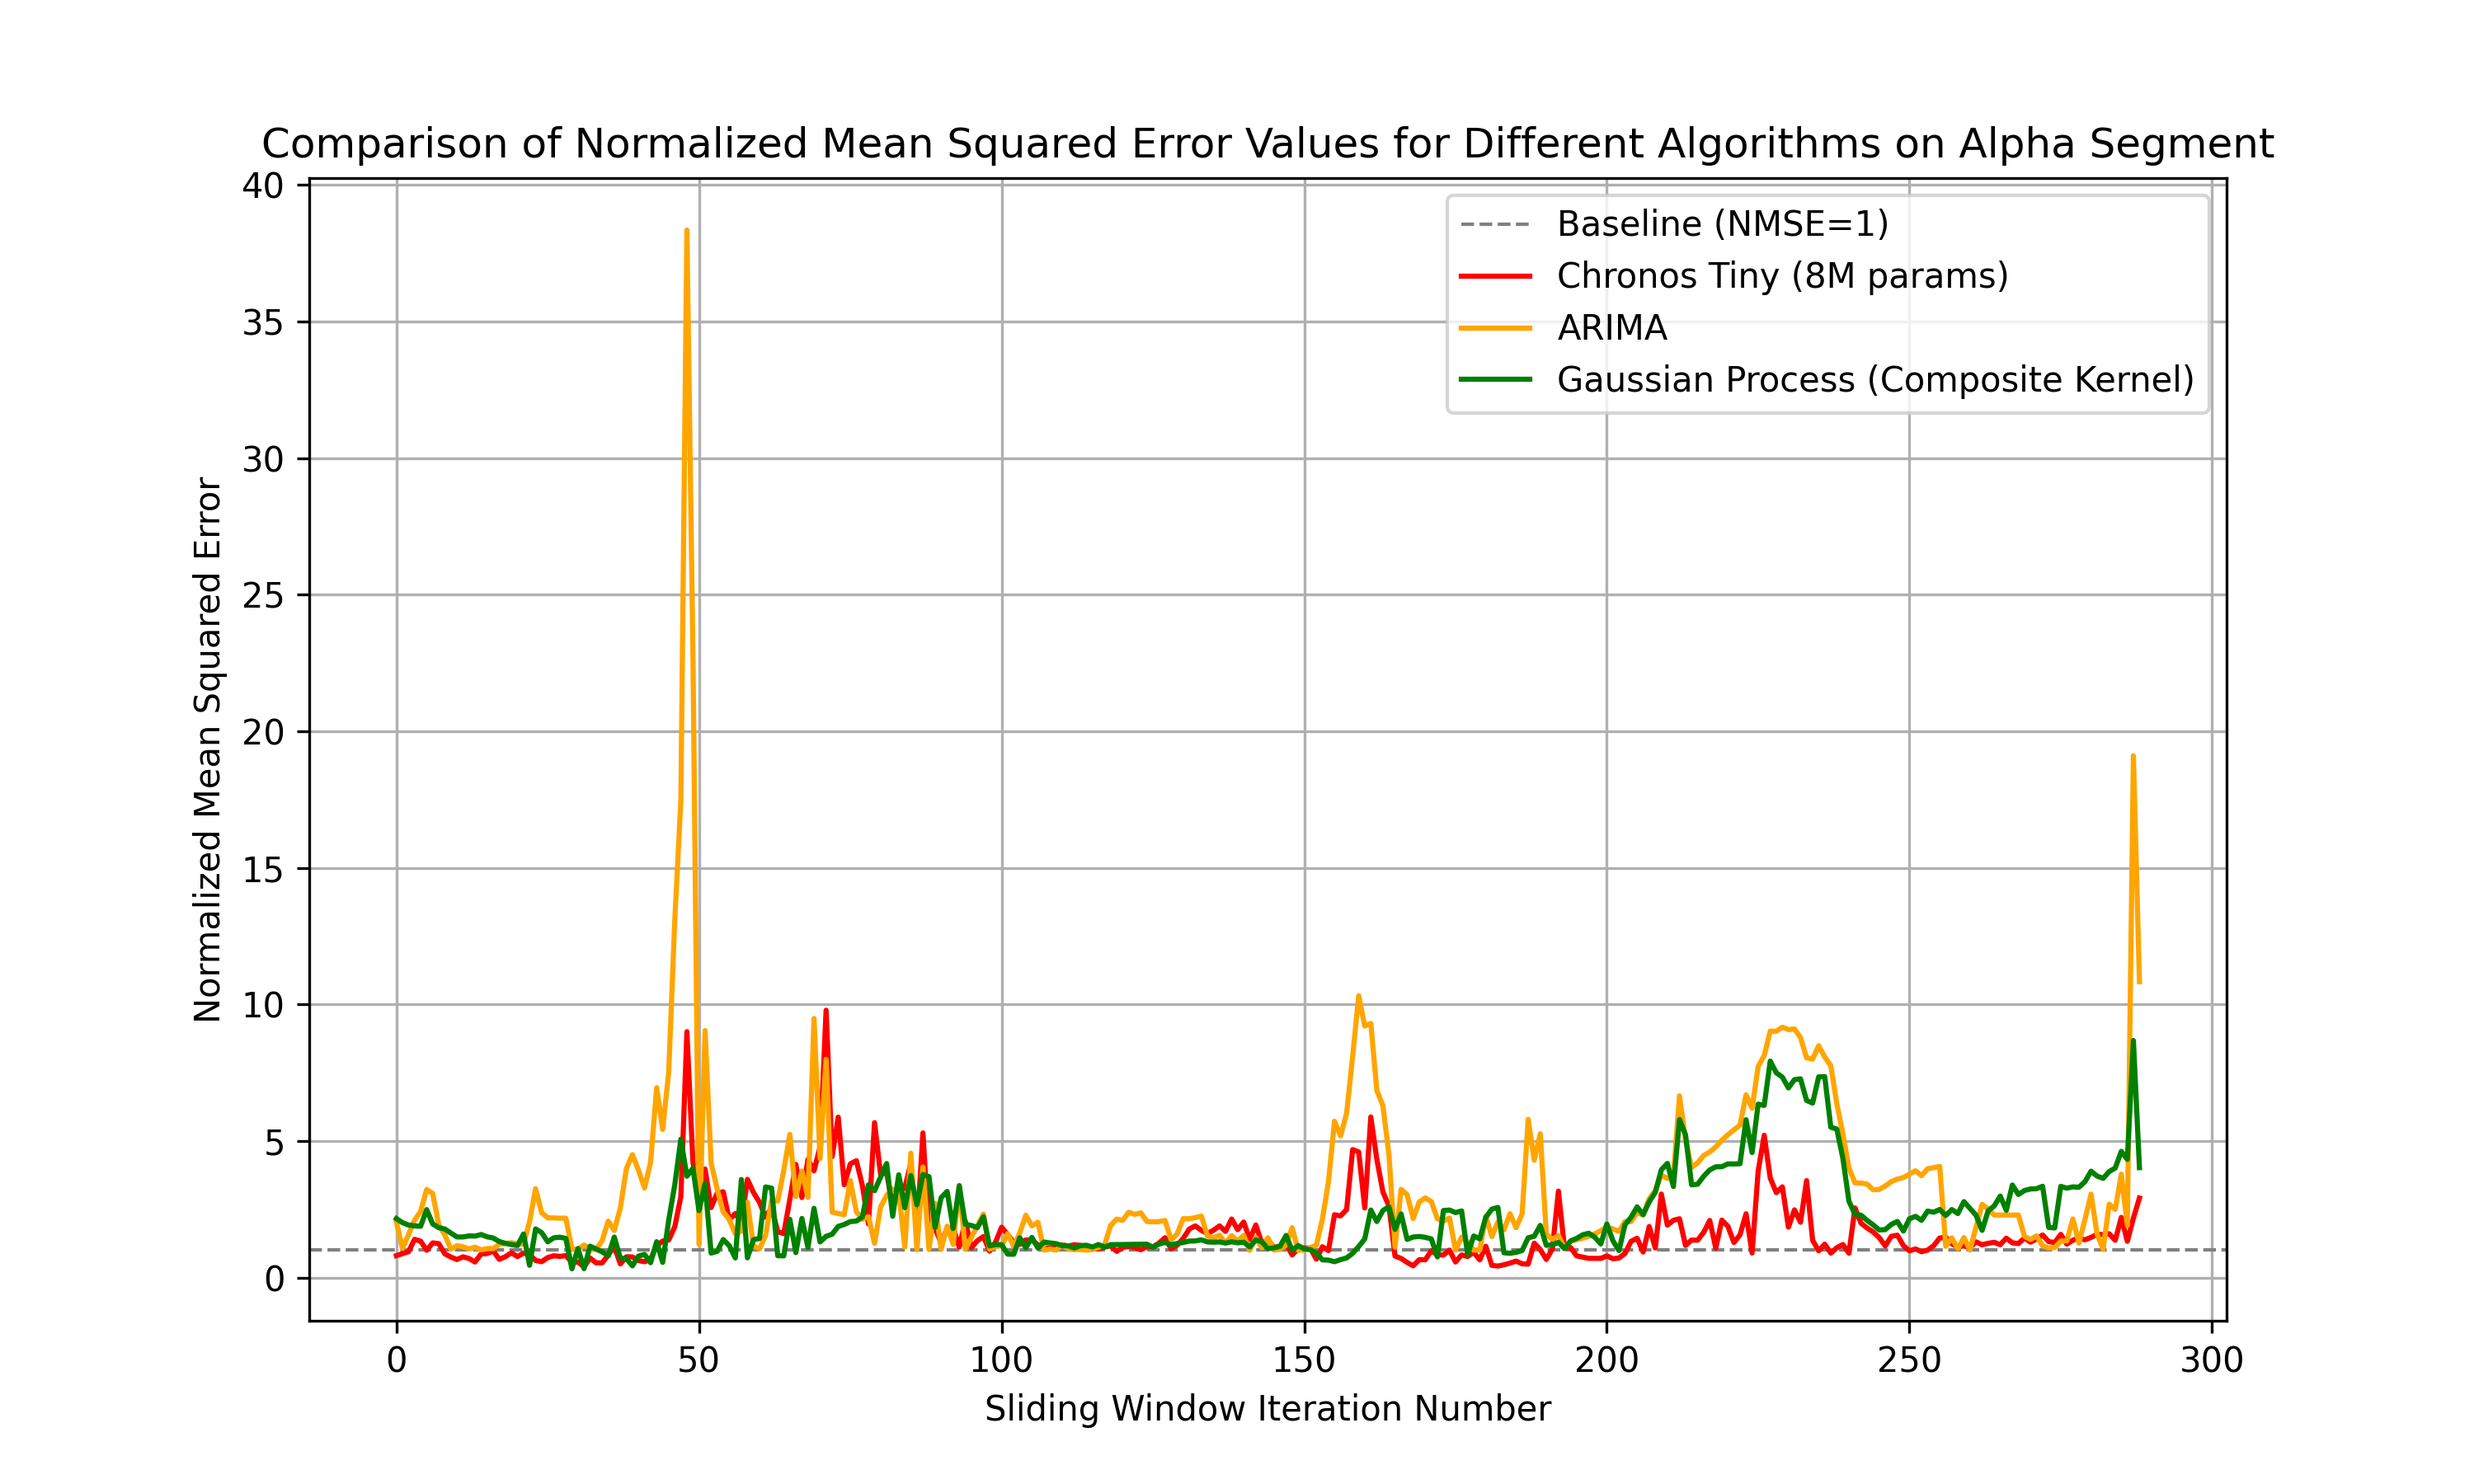 Comparison of Normalized Mean Squared Error Values for Different Algorithms on Alpha Segment
40
35
30
25
20
15
10
5
0
Normalized Mean Squared Error
Baseline (NMSE=1)
Chronos Tiny (8M params)
ARIMA
Gaussian Process (Composite Kernel)
0 50 100 150 200 250 300
Sliding Window Iteration Number